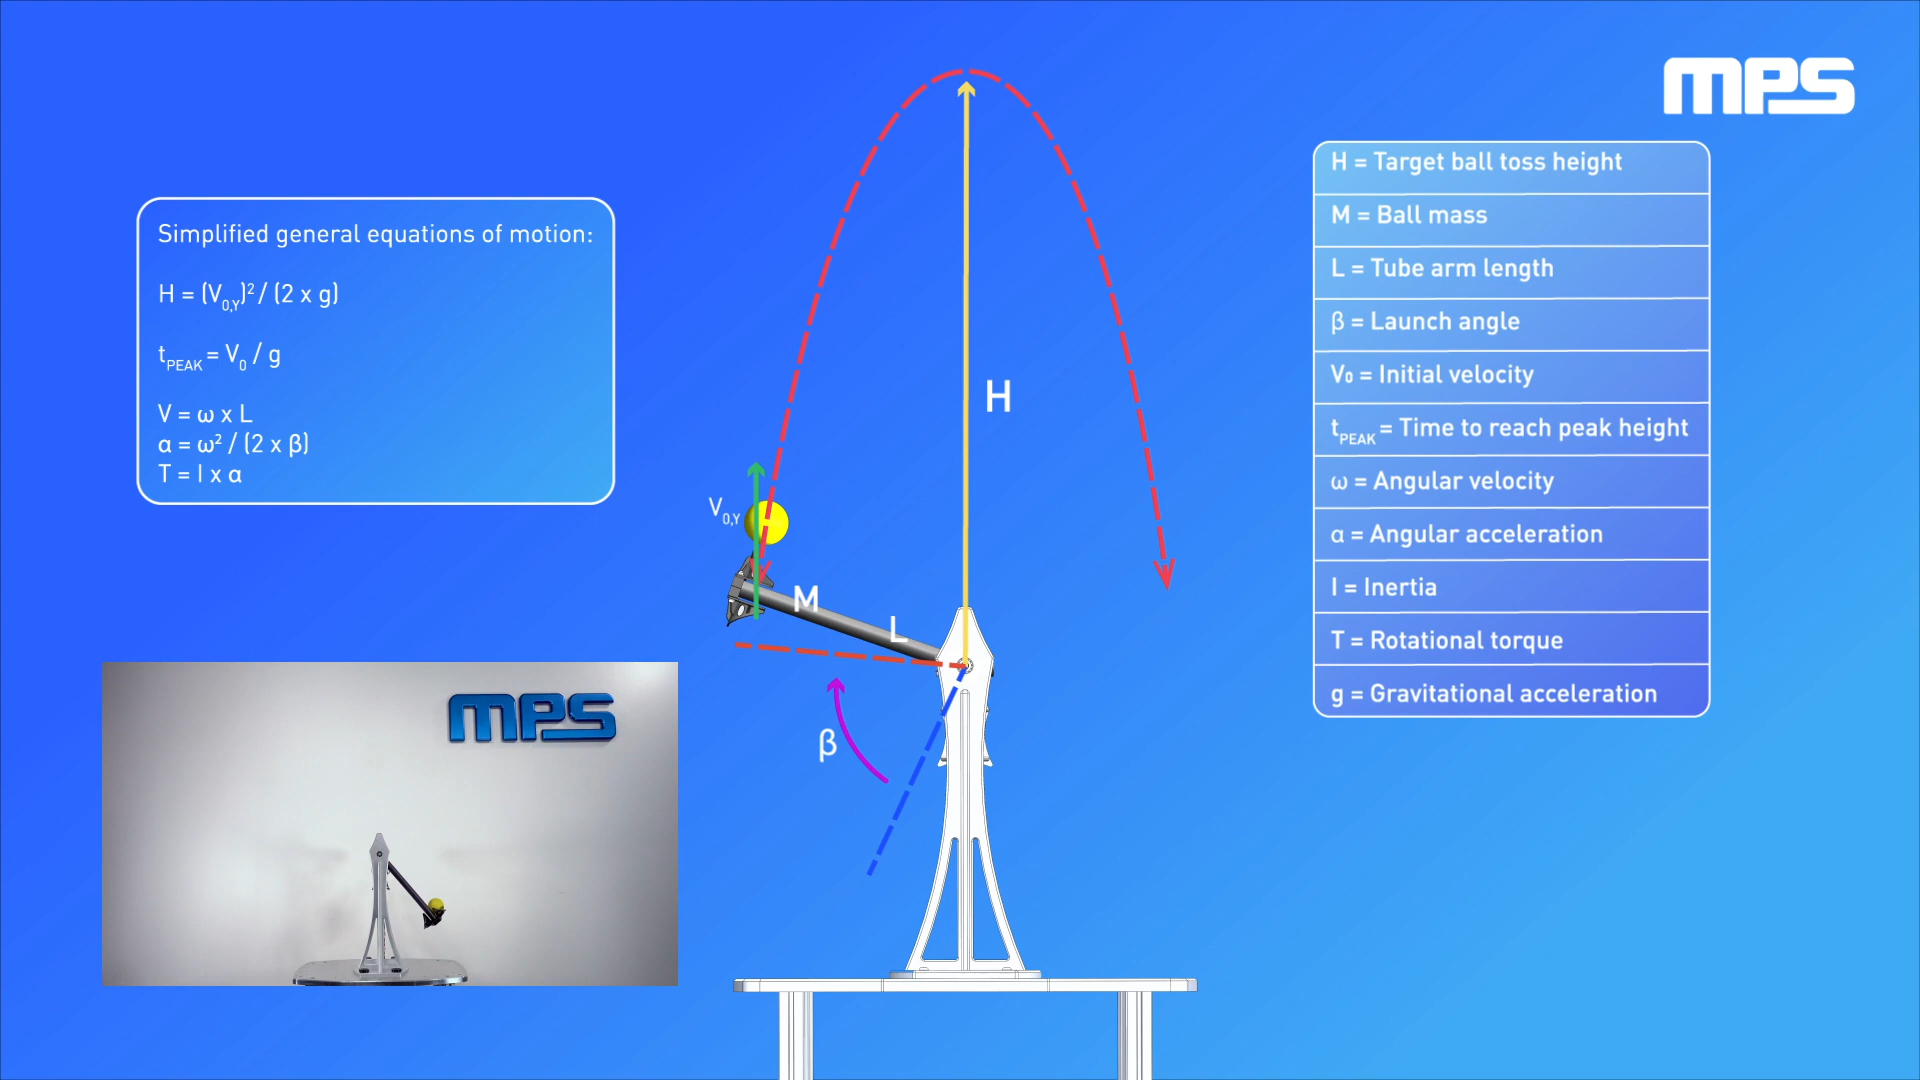 MPS
Simplified general equations of motion:
H = (V0,Y)² / (2 x g)
tPEAK = V0 / g
V = ω x L
α = ω² / (2 x β)
T = I x α
H
V0,Y
M
L
β
H = Target ball toss height
M = Ball mass
L = Tube arm length
β = Launch angle
V₀ = Initial velocity
tPEAK = Time to reach peak height
ω = Angular velocity
α = Angular acceleration
I = Inertia
T = Rotational torque
g = Gravitational acceleration
MPS